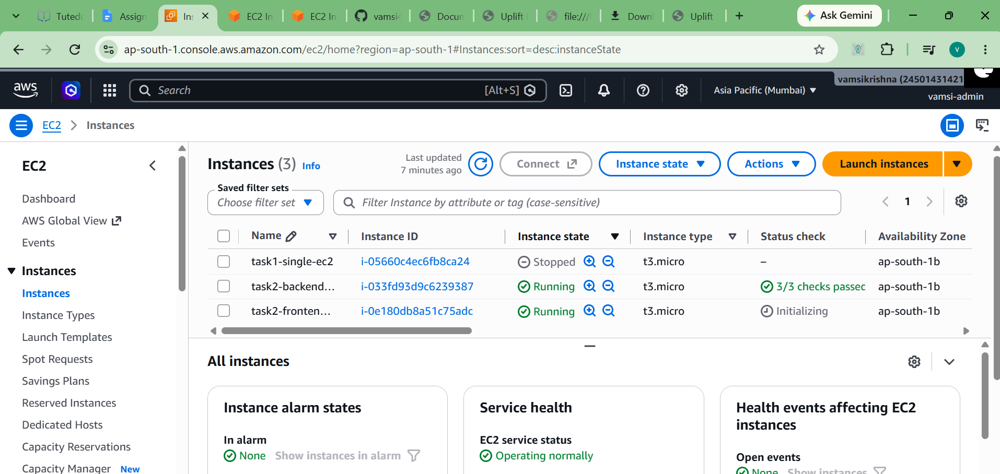 Tutedu
Assign
Ins
EC2 In
EC2 In
vamsi4
Docun
Uplift
file:///
Downl
Uplift
Ask Gemini
ap-south-1.console.aws.amazon.com/ec2/home?region=ap-south-1#Instances:sort=desc:instanceState
V
aws
Search
[Alt+S]
Asia Pacific (Mumbai)
vamsikrishna (24501431421
vamsi-admin
EC2
Instances
EC2
Dashboard
AWS Global View
Events
Instances
Instances
Instance Types
Launch Templates
Spot Requests
Savings Plans
Reserved Instances
Dedicated Hosts
Capacity Reservations
Capacity Manager New
Instances (3) Info
Last updated
7 minutes ago
Connect
Instance state
Actions
Launch instances
Saved filter sets
Choose filter set
Filter Instance by attribute or tag (case-sensitive)
1
Name Instance ID Instance state Instance type Status check Availability Zone
task1-single-ec2 i-05660c4ec6fb8ca24 Stopped t3.micro – ap-south-1b
task2-backend... i-033fd93d9c6239387 Running t3.micro 3/3 checks passed ap-south-1b
task2-fronten... i-0e180db8a51c75adc Running t3.micro Initializing ap-south-1b
All instances
Instance alarm states
In alarm
None Show instances in alarm
Service health
EC2 service status
Operating normally
Health events affecting EC2
instances
Open events
None Show instances